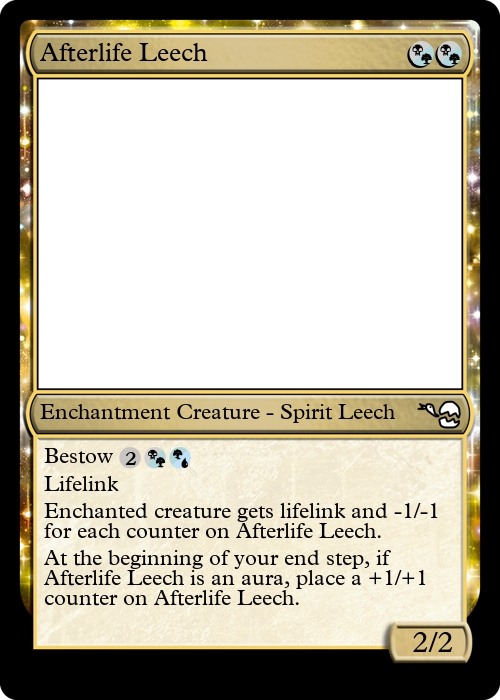 Afterlife Leech
Enchantment Creature - Spirit Leech
Bestow 2
Lifelink
Enchanted creature gets lifelink and -1/-1
for each counter on Afterlife Leech.
At the beginning of your end step, if
Afterlife Leech is an aura, place a +1/+1
counter on Afterlife Leech.
2/2